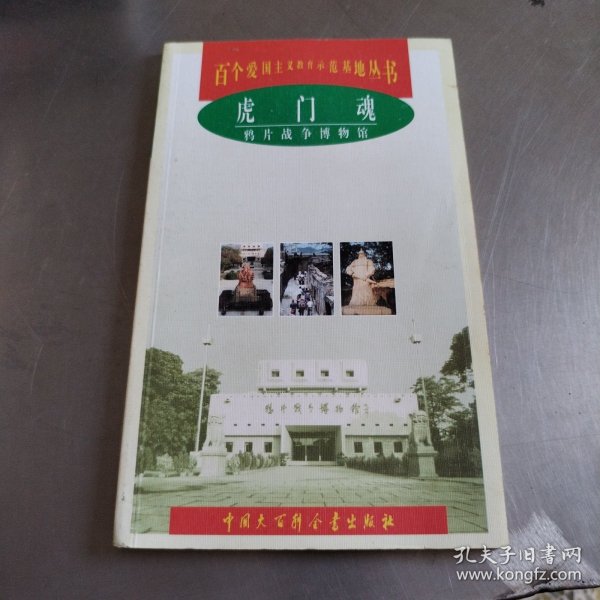 百个爱国主义教育示范基地丛书
虎门魂
鸦片战争博物馆
鸦片战争博物馆
中国大百科全书出版社
孔夫子旧书网
www.kongfz.com